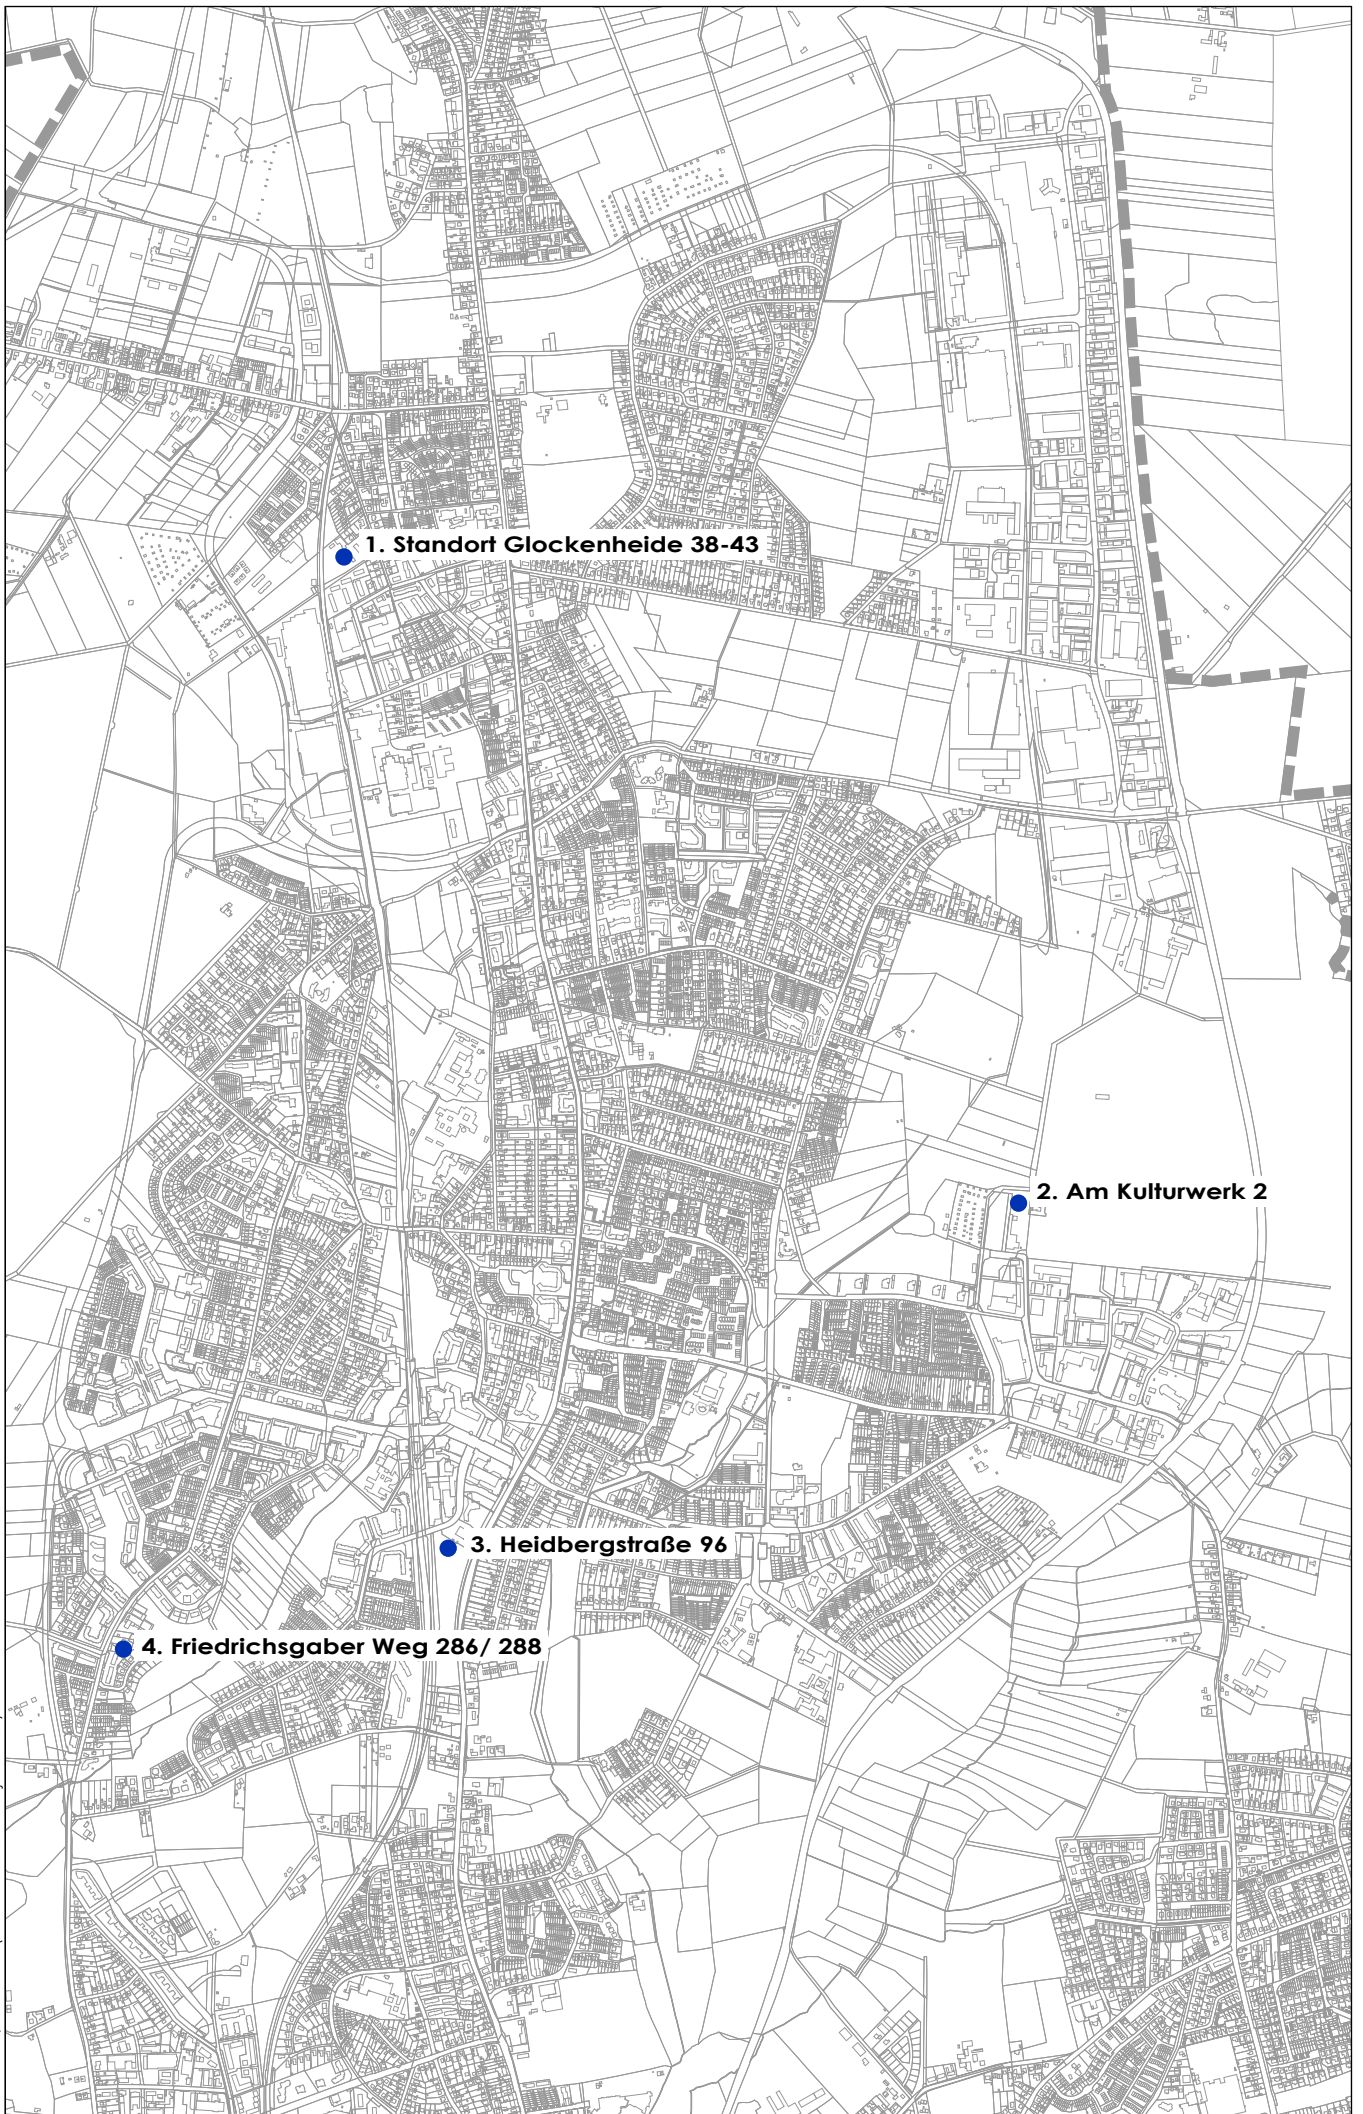 1. Standort Glockenheide 38-43
2. Am Kulturwerk 2
3. Heidbergstraße 96
4. Friedrichsgaber Weg 286/ 288